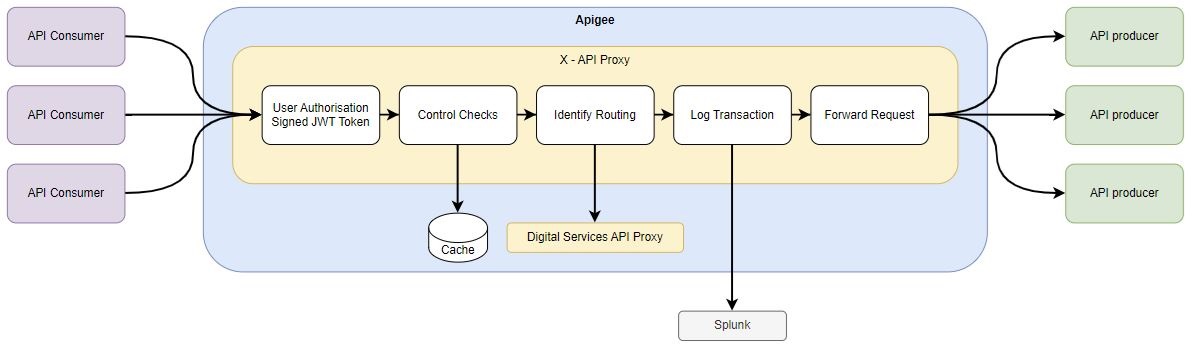 Apigee
X - API Proxy
API Consumer
API Consumer
API Consumer
User Authorisation
Signed JWT Token
Control Checks
Identify Routing
Log Transaction
Forward Request
API producer
API producer
API producer
Cache
Digital Services API Proxy
Splunk